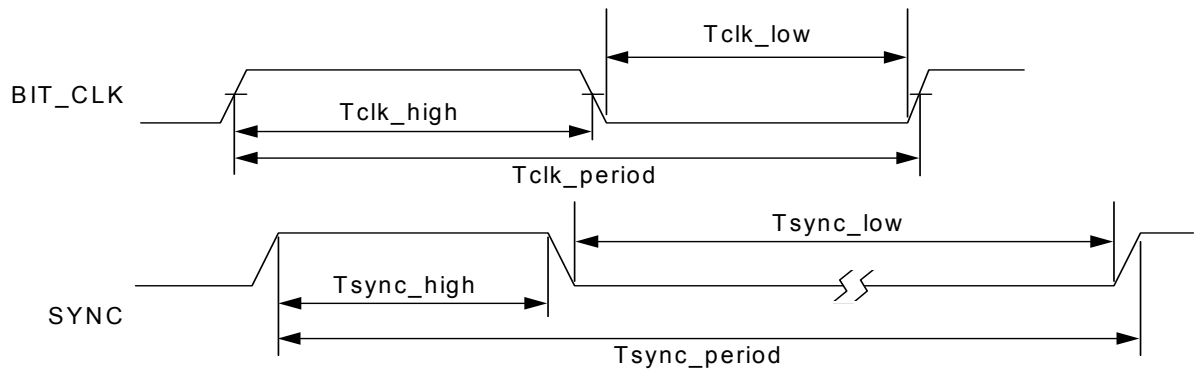 Tclk_low
BIT_CLK
Tclk_high
Tclk_period
Tsync_low
Tsync_high
SYNC
Tsync_period